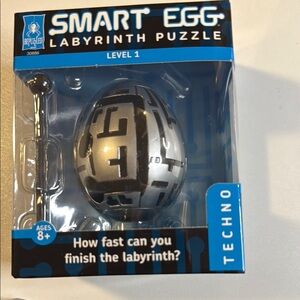 SMART EGG
LABYRINTH PUZZLE
LEVEL 1
AGES
8+
TECHNO
How fast can you
finish the labyrinth?